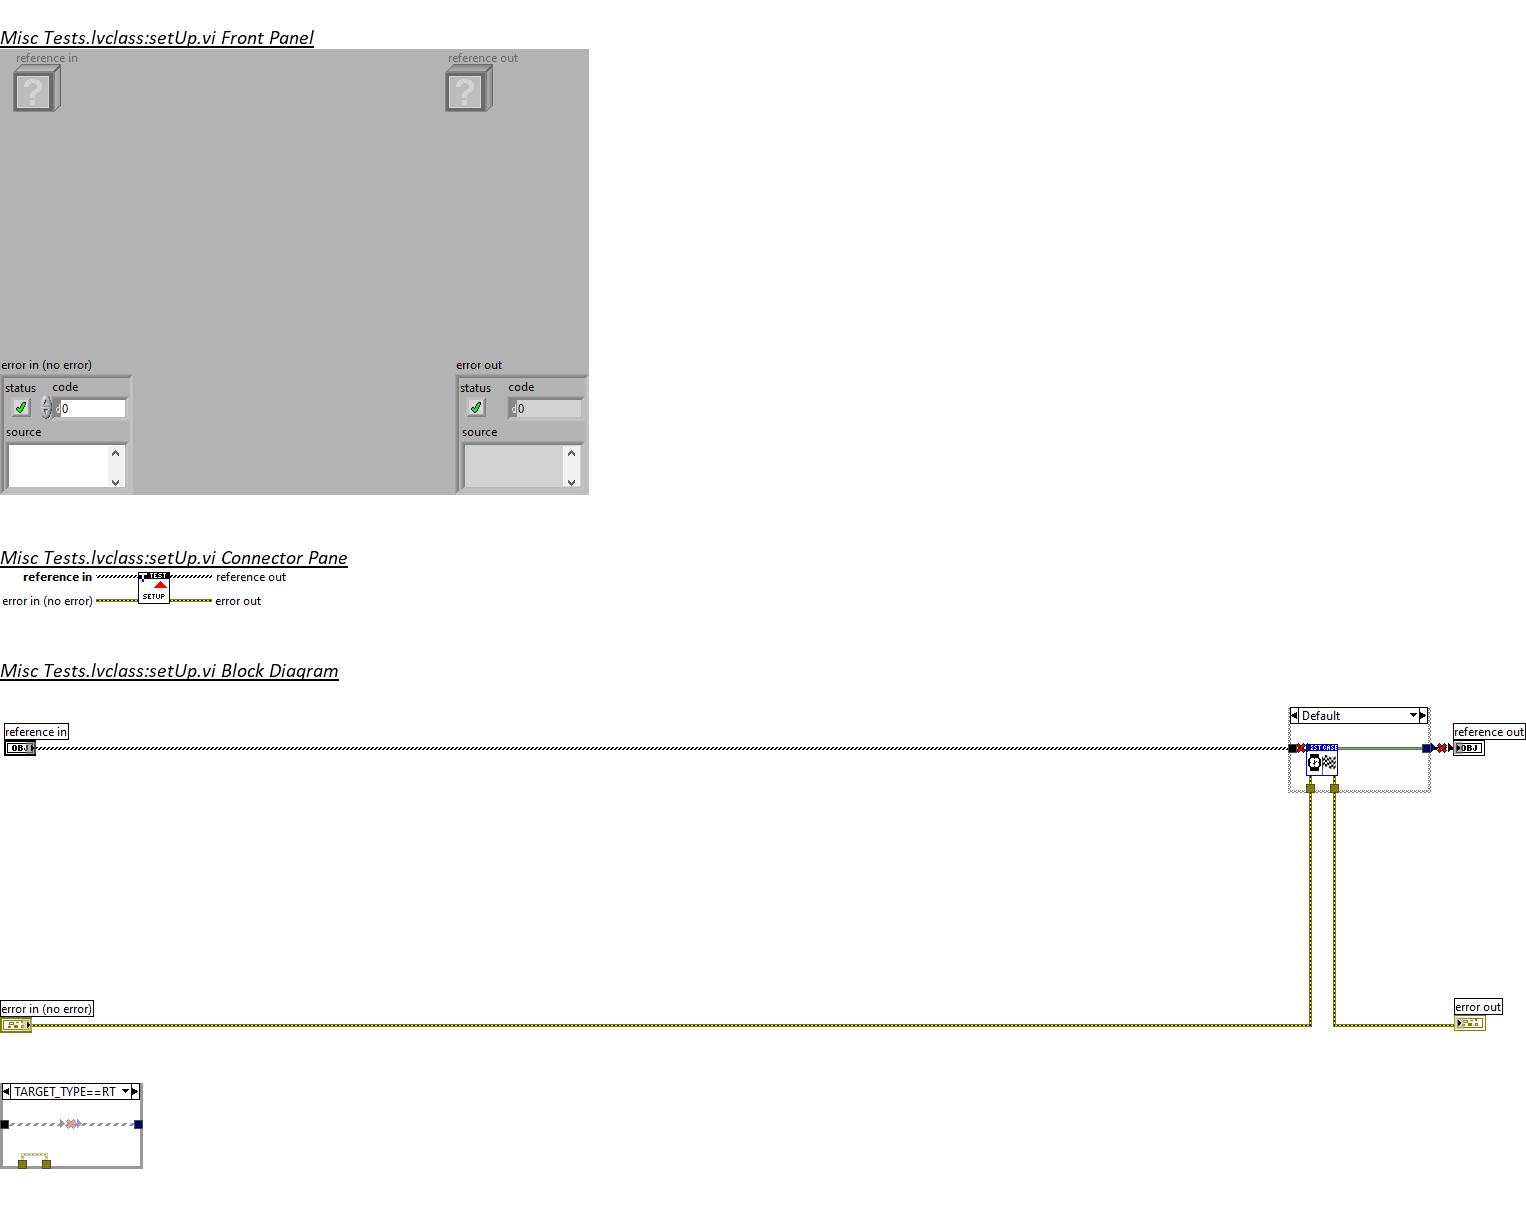 Misc Tests.lvclass:setUp.vi Front Panel
reference in
reference out
?
?
error in (no error)
error out
status code
status code
0
0
source
source
Misc Tests.lvclass:setUp.vi Connector Pane
TEST
reference in
reference out
SETUP
error in (no error)
error out
Misc Tests.lvclass:setUp.vi Block Diagram
Default
reference in
reference out
OBJ
OBJ
TEST CASE
error in (no error)
error out
TARGET_TYPE==RT